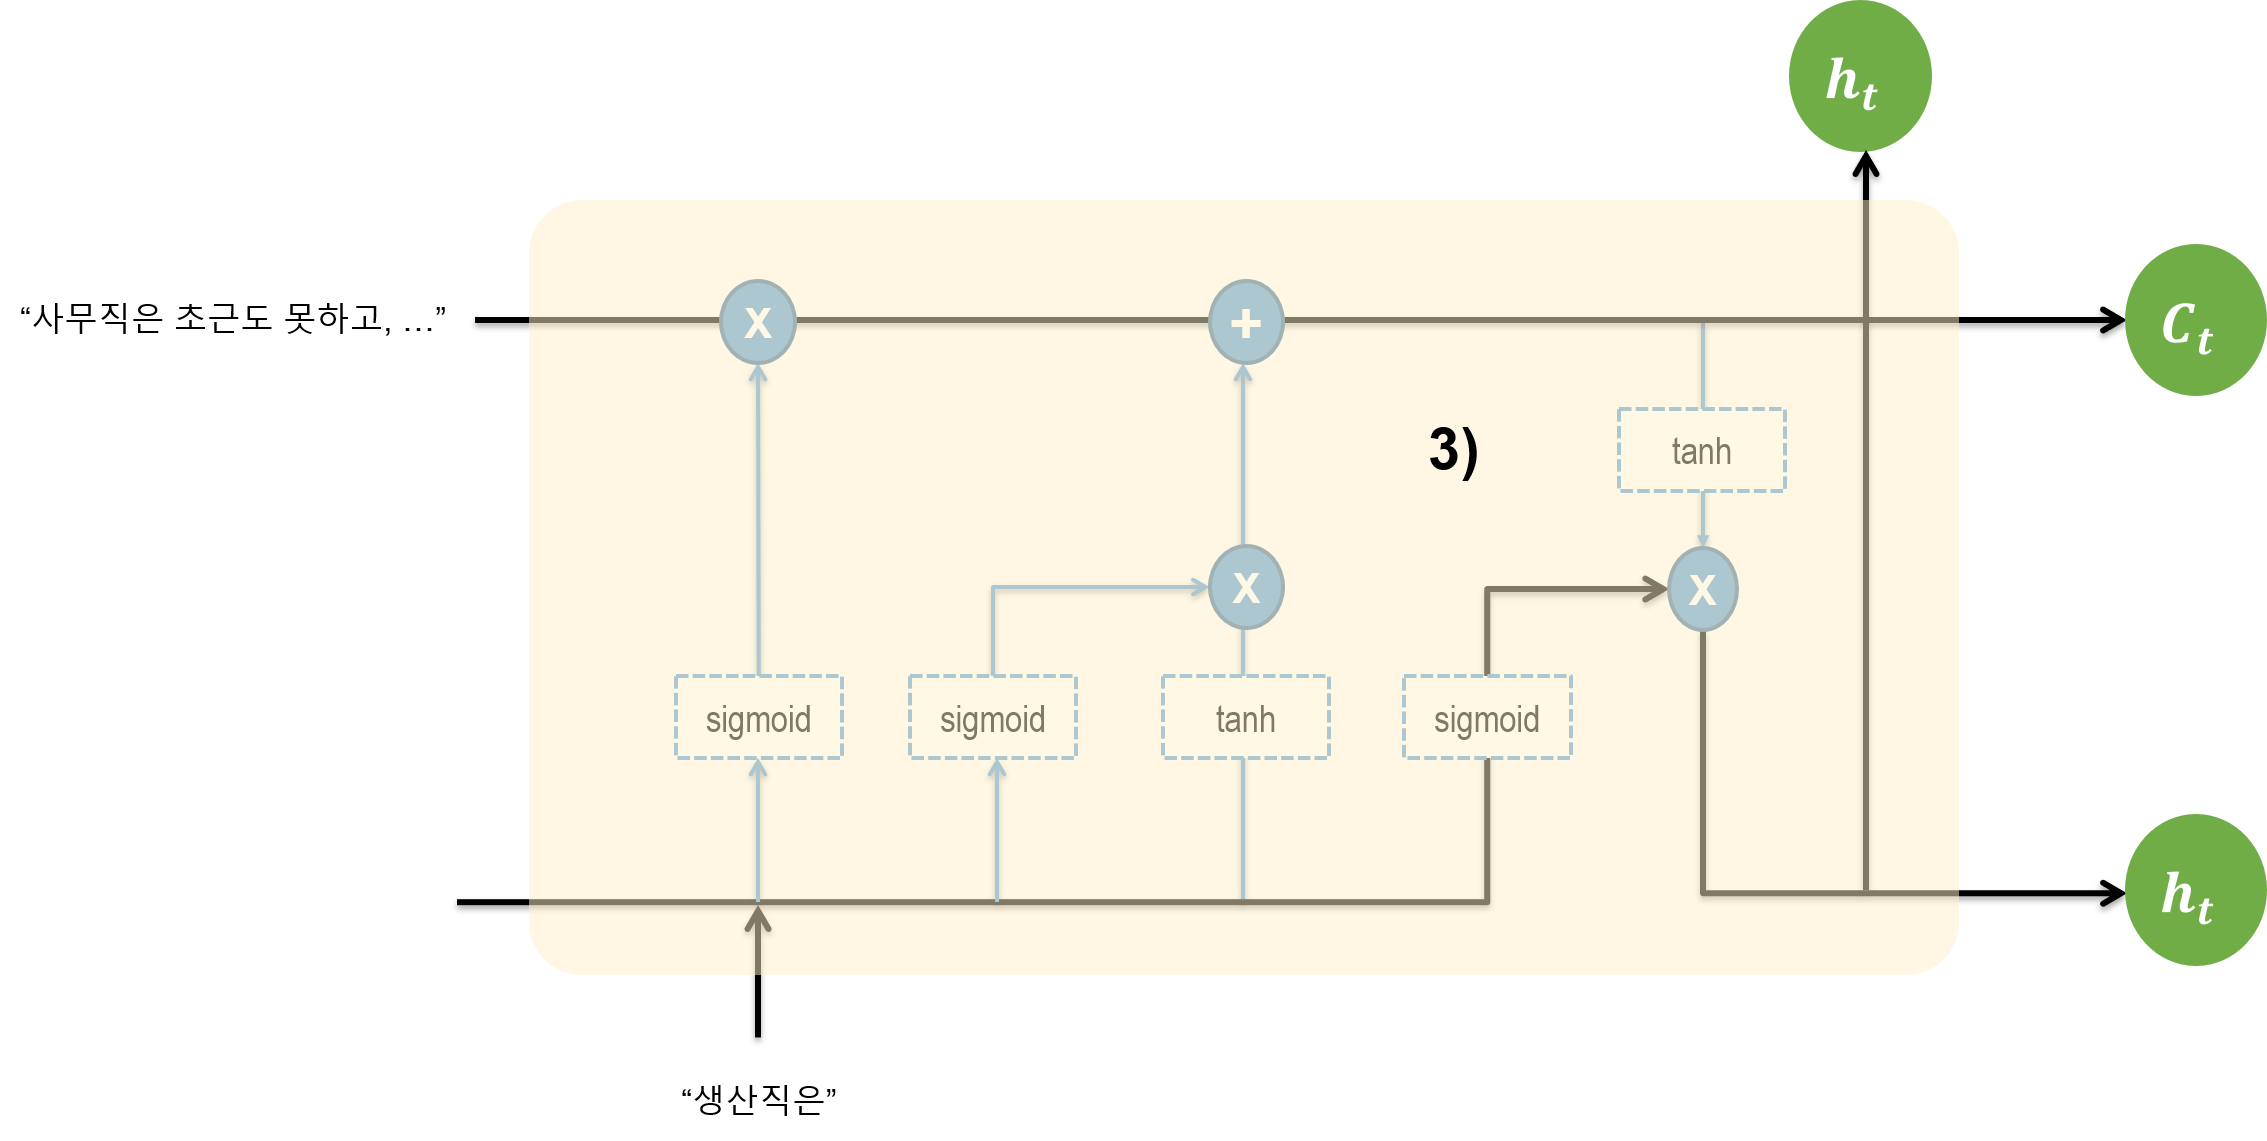 h_t
“사무직은 초근도 못하고, …”
x
+
C_t
3)
tanh
x
x
sigmoid
sigmoid
tanh
sigmoid
h_t
“생산직은”